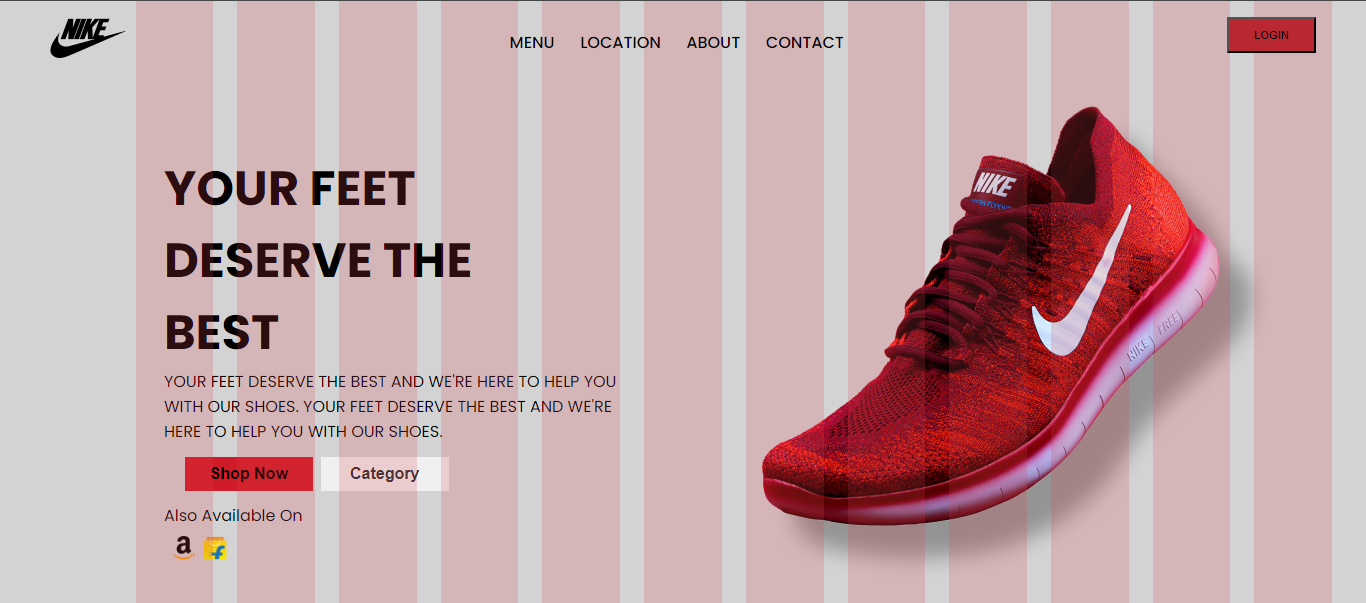 NIKE
MENU LOCATION ABOUT CONTACT
LOGIN
YOUR FEET
DESERVE THE
BEST
YOUR FEET DESERVE THE BEST AND WE'RE HERE TO HELP YOU
WITH OUR SHOES. YOUR FEET DESERVE THE BEST AND WE'RE
HERE TO HELP YOU WITH OUR SHOES.
Shop Now Category
Also Available On
a f
NIKE
NIKE FREE